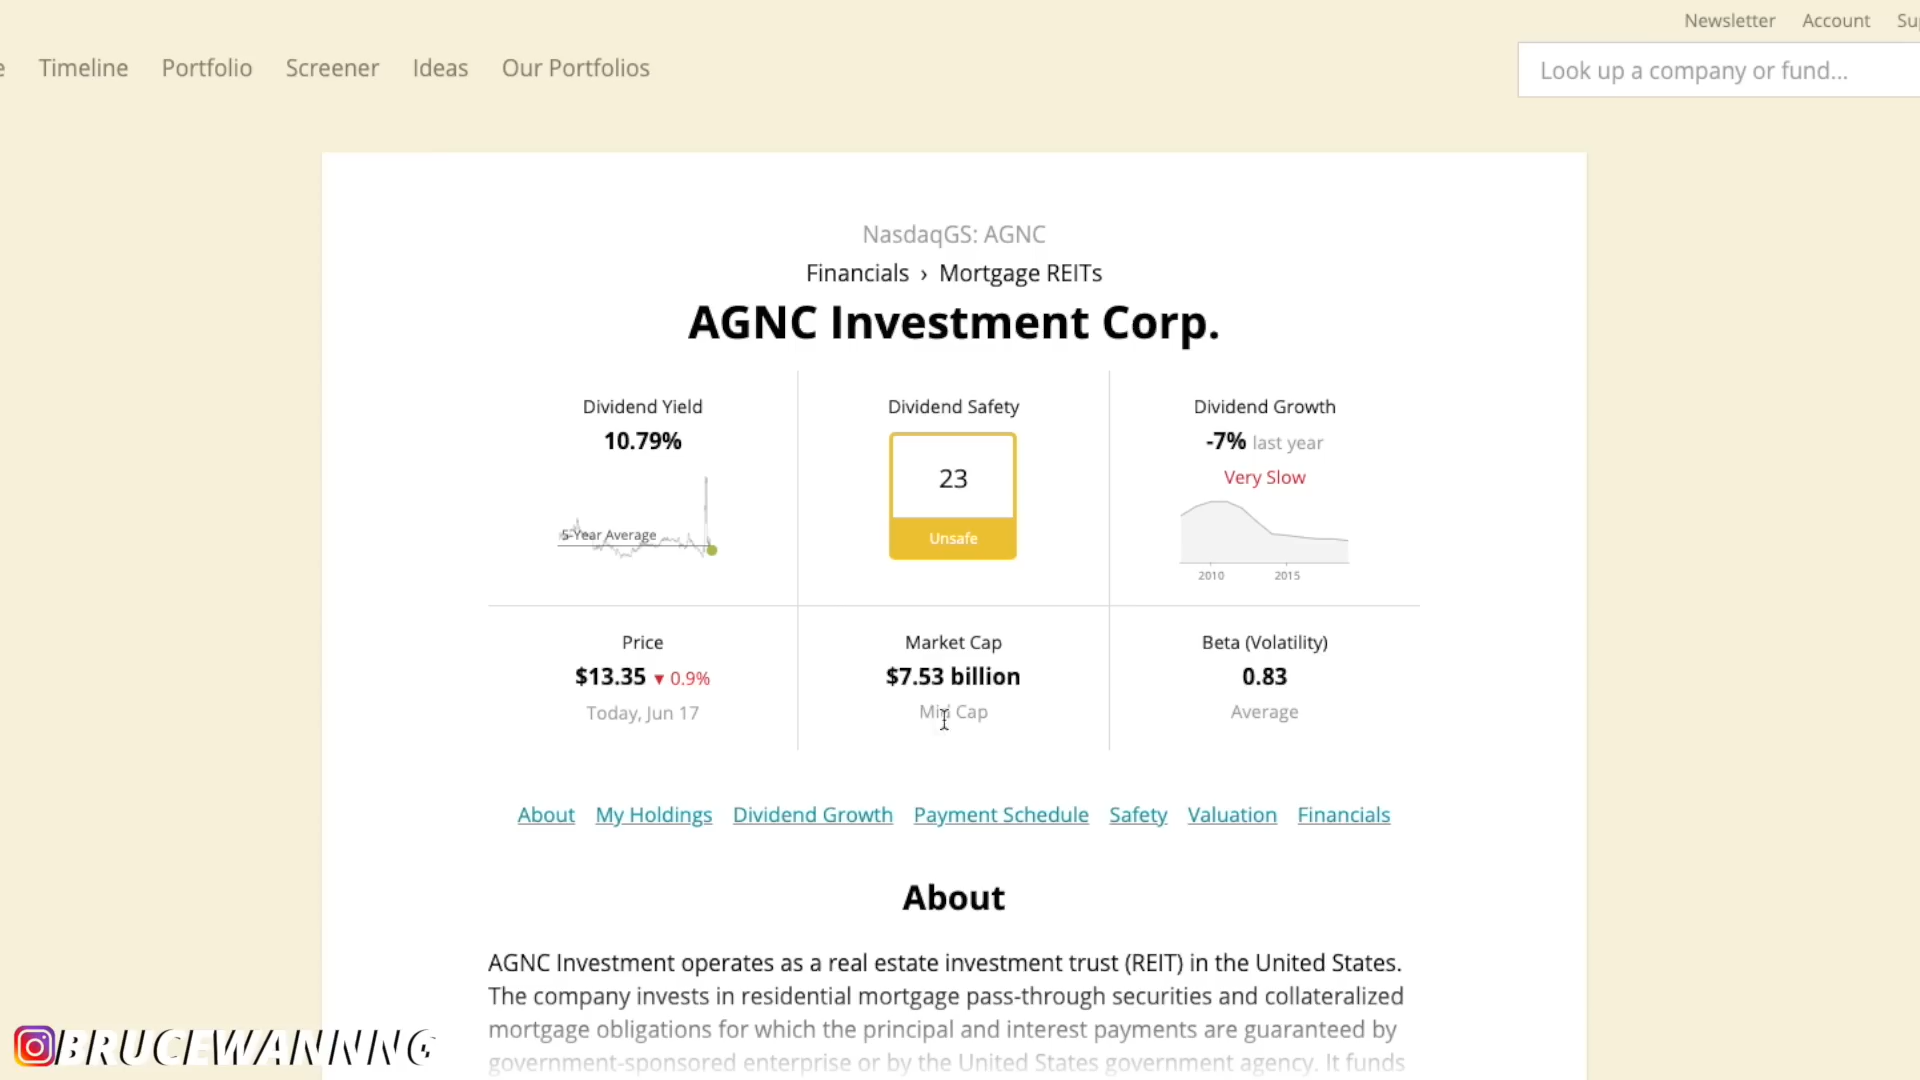 Newsletter Account
Timeline Portfolio Screener Ideas Our Portfolios
Look up a company or fund...
NasdaqGS: AGNC
Financials › Mortgage REITs
AGNC Investment Corp.
Dividend Yield
10.79%
5-Year Average
Dividend Safety
23
Unsafe
Dividend Growth
-7% last year
Very Slow
2010 2015
Price
$13.35 ▼ 0.9%
Today, Jun 17
Market Cap
$7.53 billion
Mid Cap
Beta (Volatility)
0.83
Average
About My Holdings Dividend Growth Payment Schedule Safety Valuation Financials
About
AGNC Investment operates as a real estate investment trust (REIT) in the United States.
The company invests in residential mortgage pass-through securities and collateralized
mortgage obligations for which the principal and interest payments are guaranteed by
government-sponsored enterprise or by the United States government agency. It funds
BRUCEWANNNG